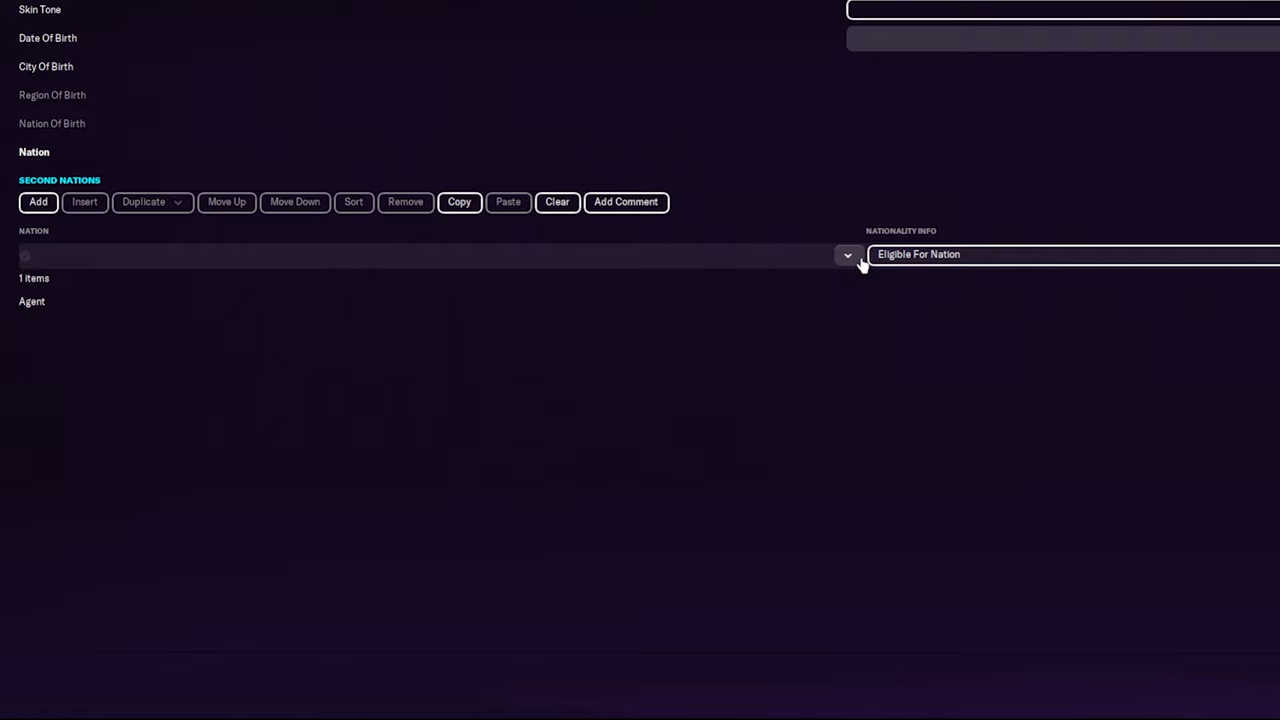 Skin Tone
Date Of Birth
City Of Birth
Region Of Birth
Nation Of Birth
Nation
SECOND NATIONS
Add Insert Duplicate Move Up Move Down Sort Remove Copy Paste Clear Add Comment
NATION NATIONALITY INFO
Eligible For Nation
1 items
Agent